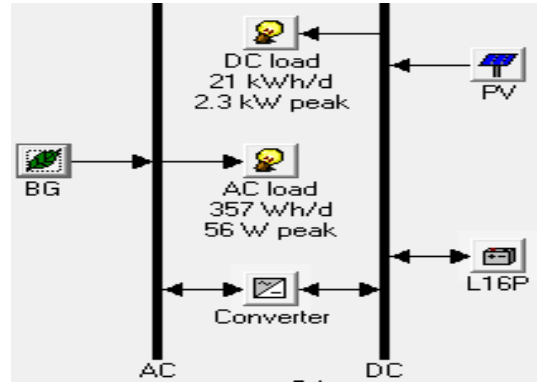 DC load
21 kWh/d
2.3 kW peak
PV
BG
AC load
357 Wh/d
56 W peak
L16P
Converter
AC
DC